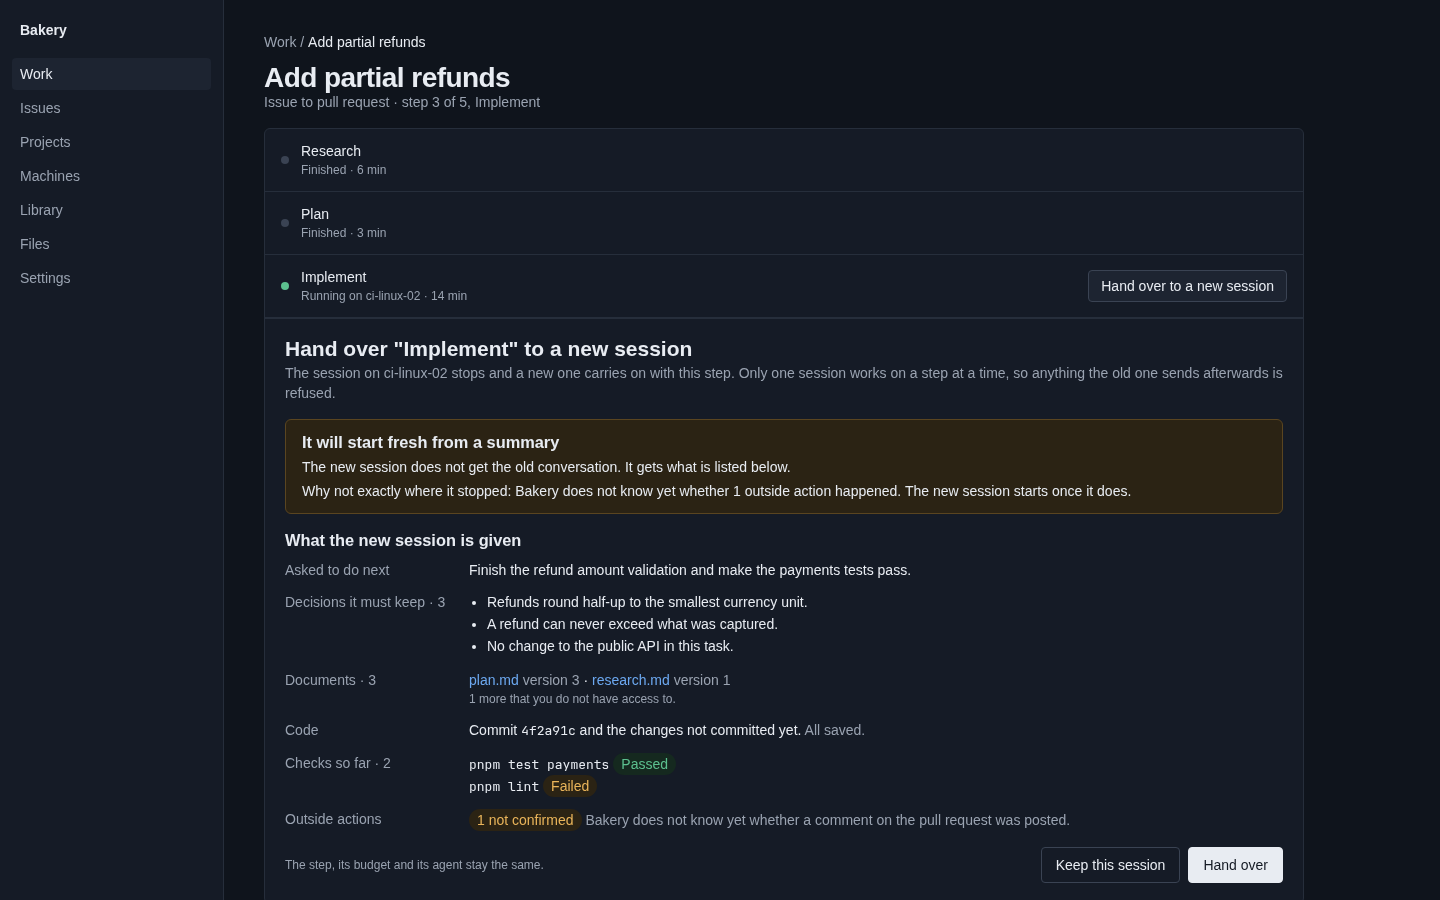 Bakery
Work
Issues
Projects
Machines
Library
Files
Settings
Work / Add partial refunds
Add partial refunds
Issue to pull request · step 3 of 5, Implement
Research
Finished · 6 min
Plan
Finished · 3 min
Implement
Running on ci-linux-02 · 14 min
Hand over to a new session
Hand over "Implement" to a new session
The session on ci-linux-02 stops and a new one carries on with this step. Only one session works on a step at a time, so anything the old one sends afterwards is
refused.
It will start fresh from a summary
The new session does not get the old conversation. It gets what is listed below.
Why not exactly where it stopped: Bakery does not know yet whether 1 outside action happened. The new session starts once it does.
What the new session is given
Asked to do next
Finish the refund amount validation and make the payments tests pass.
Decisions it must keep · 3
• Refunds round half-up to the smallest currency unit.
• A refund can never exceed what was captured.
• No change to the public API in this task.
Documents · 3
plan.md version 3 · research.md version 1
1 more that you do not have access to.
Code
Commit 4f2a91c and the changes not committed yet. All saved.
Checks so far · 2
pnpm test payments Passed
pnpm lint Failed
Outside actions
1 not confirmed Bakery does not know yet whether a comment on the pull request was posted.
The step, its budget and its agent stay the same.
Keep this session
Hand over